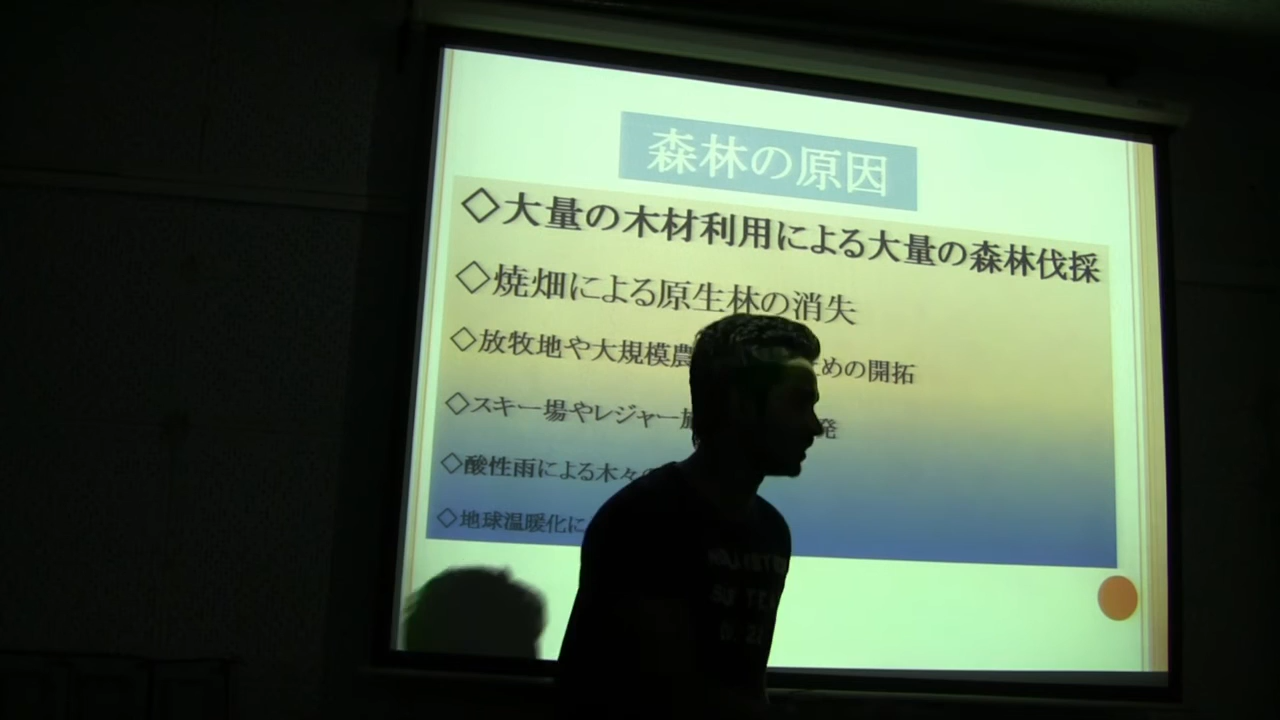 森林の原因
◇大量の木材利用による大量の森林伐採
◇焼畑による原生林の消失
◇放牧地や大規模農 めの開拓
◇スキー場やレジャー施 発
◇酸性雨による木々
◇地球温暖化に